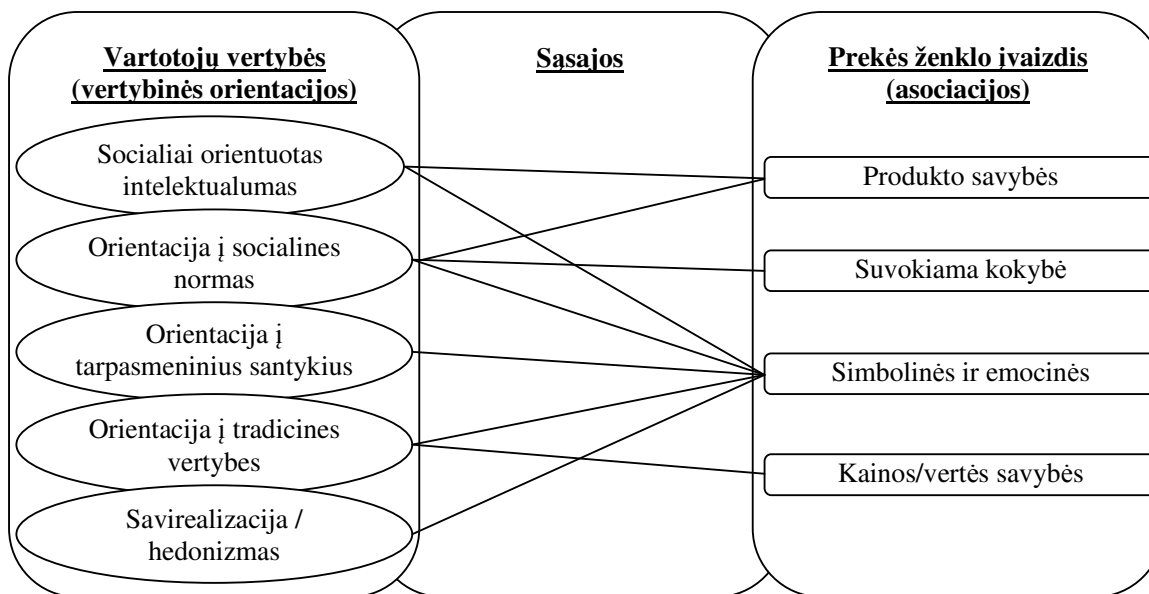 Vartotojų vertybės
(vertybinės orientacijos)
Socialiai orientuotas
intelektualumas
Orientacija į socialines
normas
Orientacija į
tarpasmeninius santykius
Orientacija į tradicines
vertybes
Savirealizacija /
hedonizmas
Sąsajos
Prekės ženklo įvaizdis
(asociacijos)
Produkto savybės
Suvokiama kokybė
Simbolinės ir emocinės
Kainos/vertės savybės